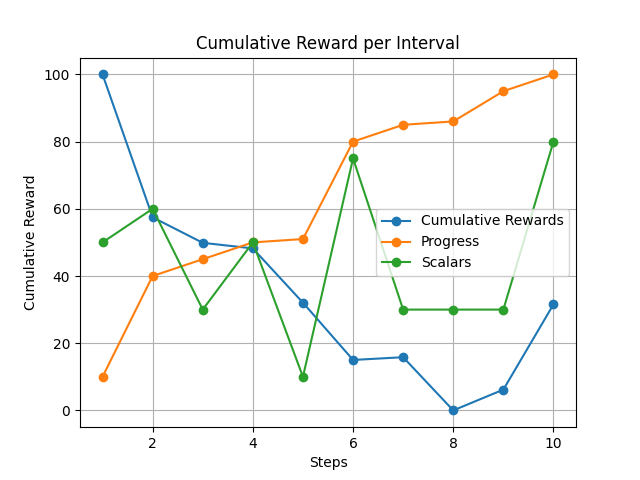 Cumulative Reward per Interval
100
80
60
40
20
0
Cumulative Reward
Cumulative Rewards
Progress
Scalars
2 4 6 8 10
Steps